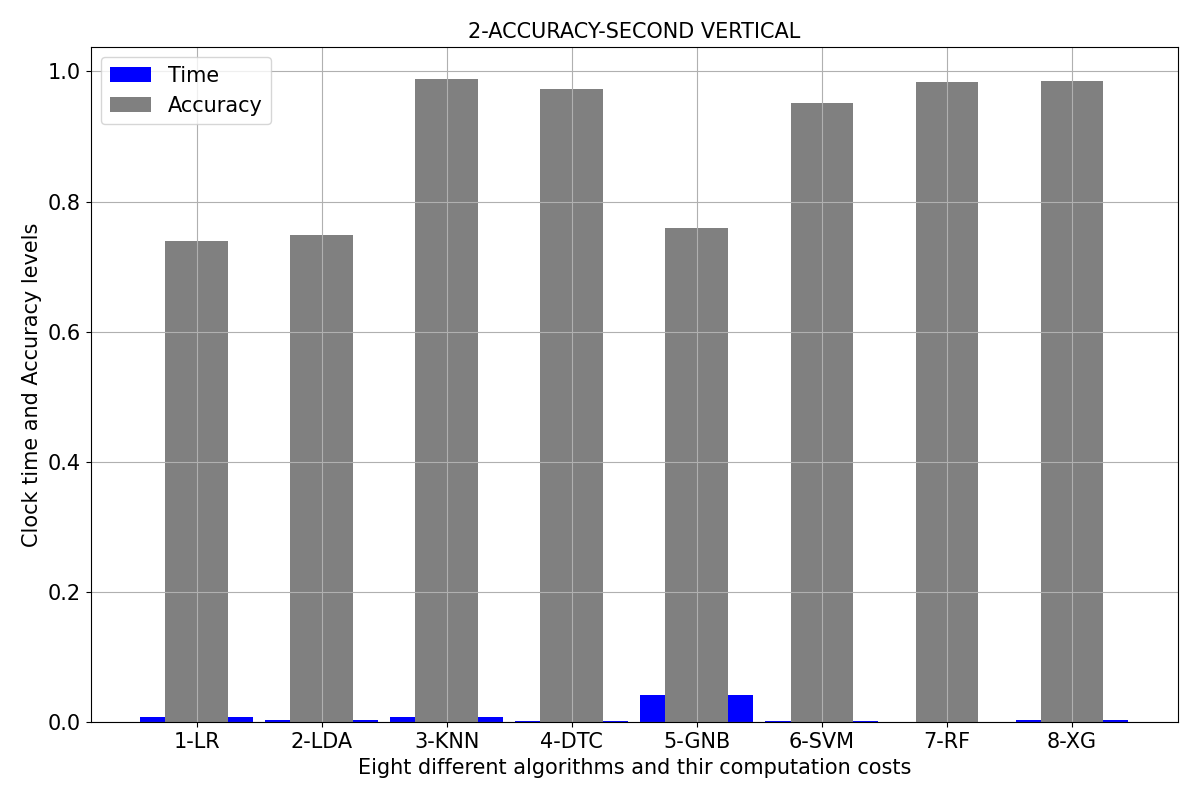 2-ACCURACY-SECOND VERTICAL
Time
Accuracy
Clock time and Accuracy levels
1.0
0.8
0.6
0.4
0.2
0.0
1-LR 2-LDA 3-KNN 4-DTC 5-GNB 6-SVM 7-RF 8-XG
Eight different algorithms and thir computation costs